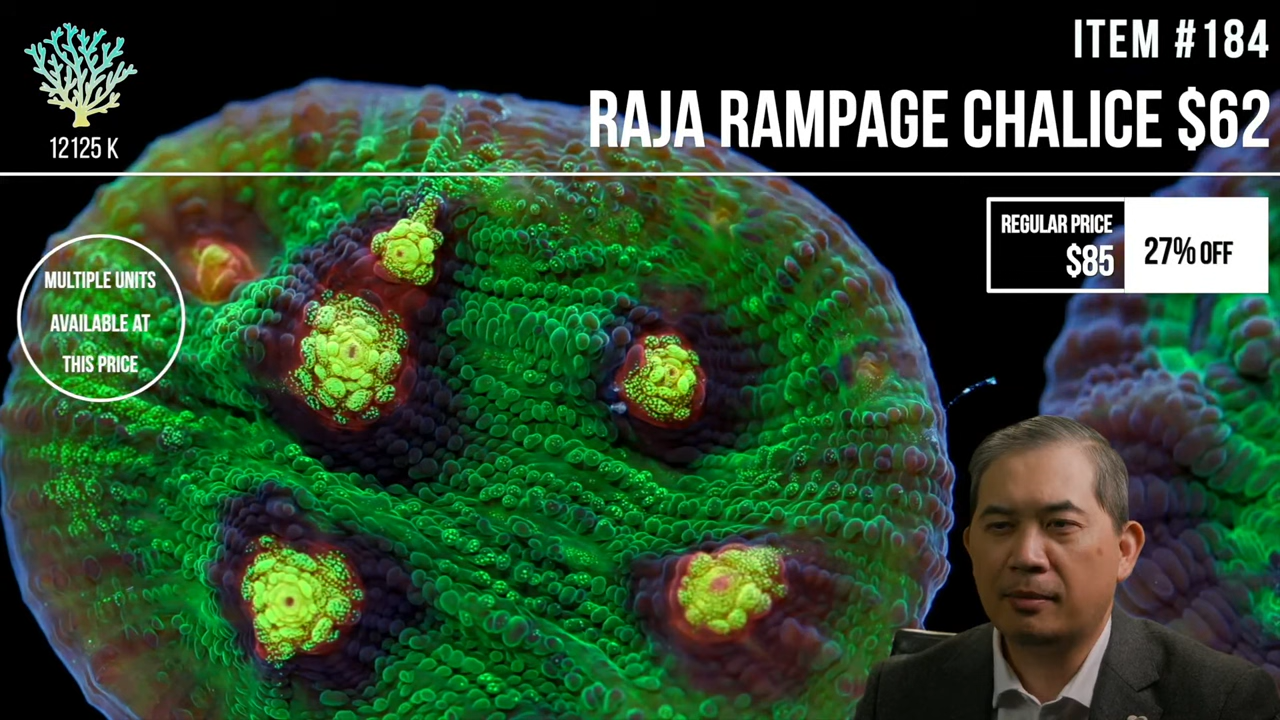 ITEM #184
RAJA RAMPAGE CHALICE $62
12125 K
REGULAR PRICE
$85
27% OFF
MULTIPLE UNITS
AVAILABLE AT
THIS PRICE